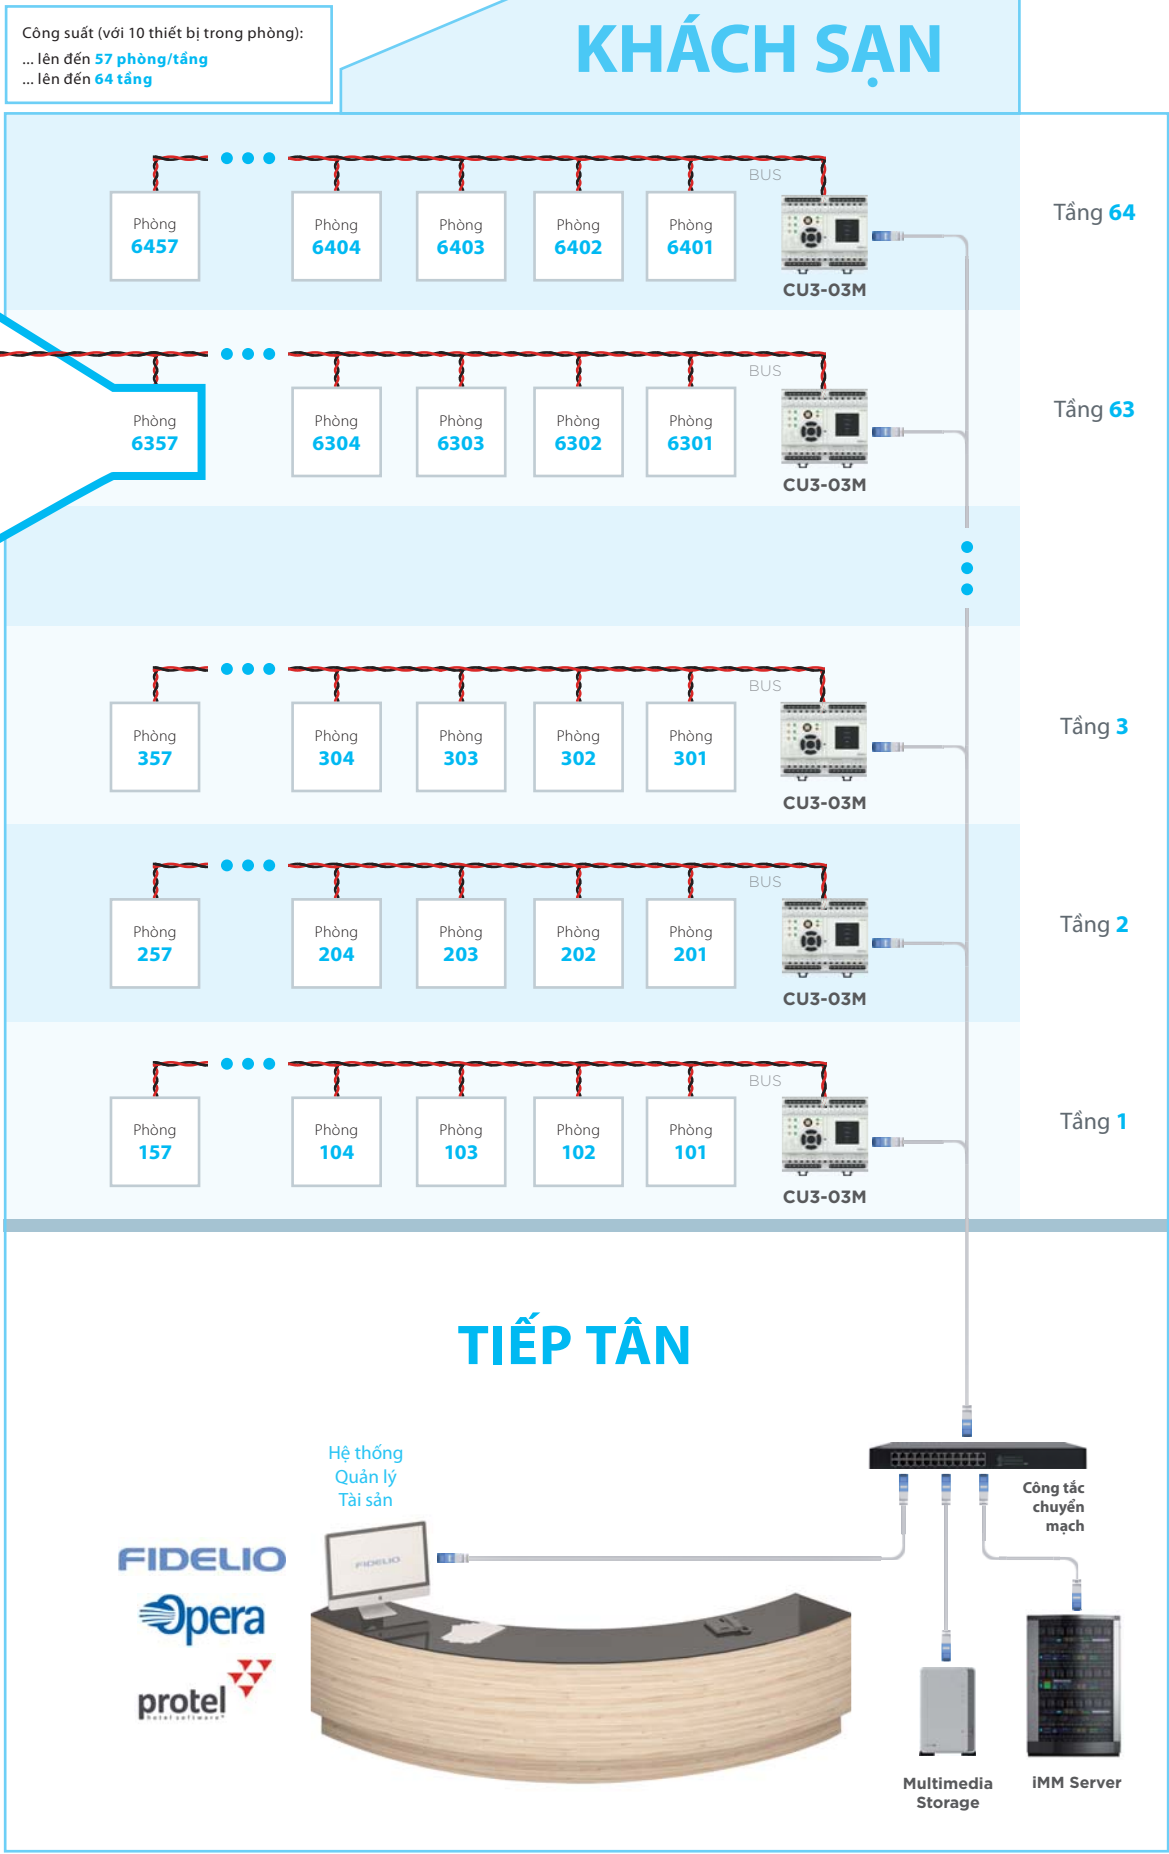 Công suất (với 10 thiết bị trong phòng):
... lên đến 57 phòng/tầng
... lên đến 64 tầng
KHÁCH SẠN
BUS
Phòng
6457
Phòng
6404
Phòng
6403
Phòng
6402
Phòng
6401
CU3-03M
Tầng 64
BUS
Phòng
6357
Phòng
6304
Phòng
6303
Phòng
6302
Phòng
6301
CU3-03M
Tầng 63
BUS
Phòng
357
Phòng
304
Phòng
303
Phòng
302
Phòng
301
CU3-03M
Tầng 3
BUS
Phòng
257
Phòng
204
Phòng
203
Phòng
202
Phòng
201
CU3-03M
Tầng 2
BUS
Phòng
157
Phòng
104
Phòng
103
Phòng
102
Phòng
101
CU3-03M
Tầng 1
TIẾP TÂN
Hệ thống
Quản lý
Tài sản
Công tắc
chuyển
mạch
FIDELIO
FIDELIO
Opera
protel
hotel software
Multimedia
Storage
iMM Server